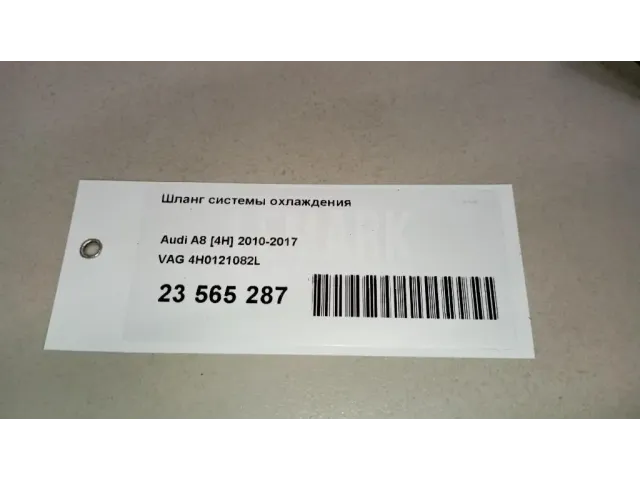 Шланг системы охлаждения
Audi A8 [4H] 2010-2017
VAG 4H0121082L
23 565 287